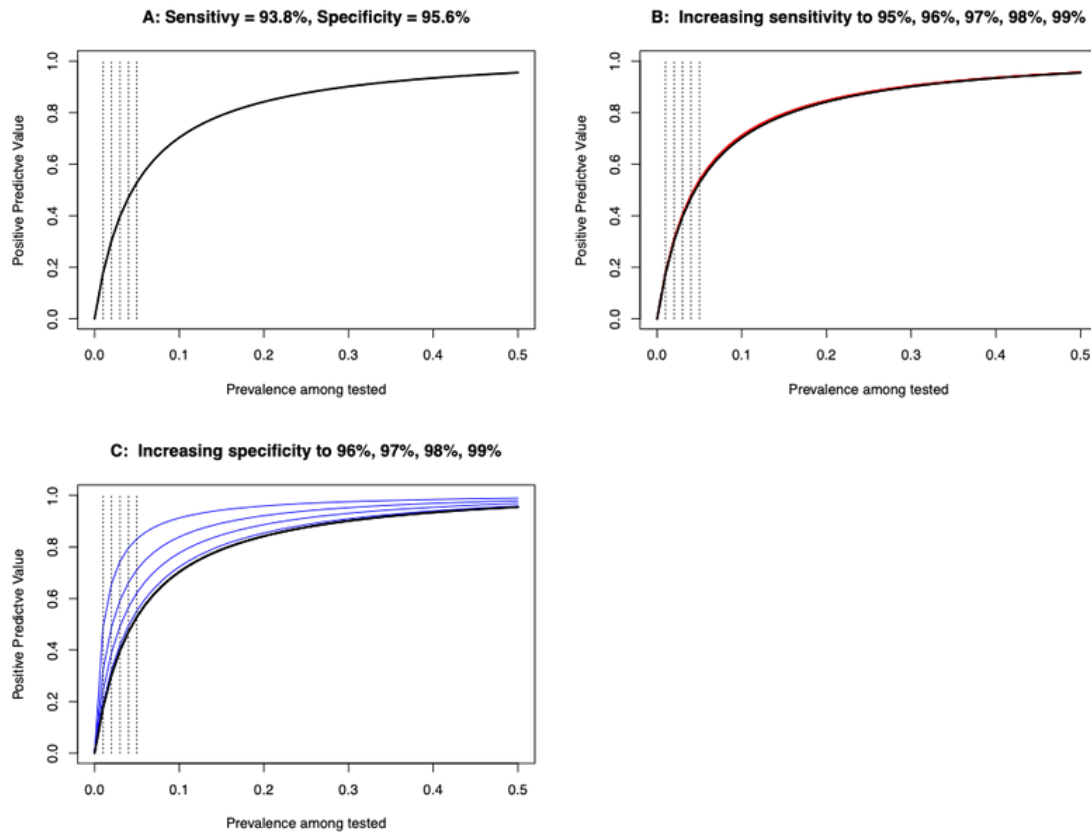 A: Sensitivy = 93.8%, Specificity = 95.6%
Positive Predictve Value
1.0
0.8
0.6
0.4
0.2
0.0
0.0 0.1 0.2 0.3 0.4 0.5
Prevalence among tested
B: Increasing sensitivity to 95%, 96%, 97%, 98%, 99%
Positive Predictve Value
1.0
0.8
0.6
0.4
0.2
0.0
0.0 0.1 0.2 0.3 0.4 0.5
Prevalence among tested
C: Increasing specificity to 96%, 97%, 98%, 99%
Positive Predictve Value
1.0
0.8
0.6
0.4
0.2
0.0
0.0 0.1 0.2 0.3 0.4 0.5
Prevalence among tested